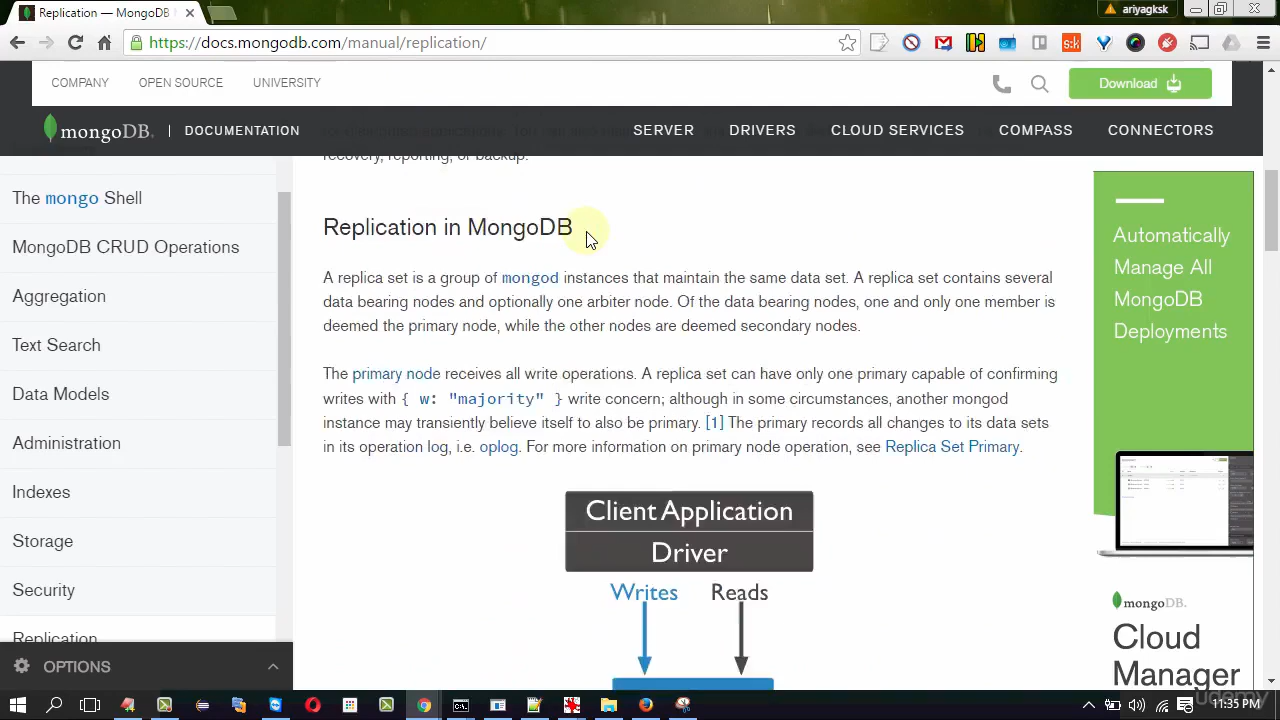 Replication — MongoDB
ariyagksk
https://docs.mongodb.com/manual/replication/
COMPANY OPEN SOURCE UNIVERSITY
Download
mongoDB. | DOCUMENTATION
SERVER DRIVERS CLOUD SERVICES COMPASS CONNECTORS
recovery, reporting, or backup.
The mongo Shell
MongoDB CRUD Operations
Aggregation
Text Search
Data Models
Administration
Indexes
Storage
Security
Replication
OPTIONS
Replication in MongoDB
A replica set is a group of mongod instances that maintain the same data set. A replica set contains several
data bearing nodes and optionally one arbiter node. Of the data bearing nodes, one and only one member is
deemed the primary node, while the other nodes are deemed secondary nodes.
The primary node receives all write operations. A replica set can have only one primary capable of confirming
writes with { w: "majority" } write concern; although in some circumstances, another mongod
instance may transiently believe itself to also be primary. [1] The primary records all changes to its data sets
in its operation log, i.e. oplog. For more information on primary node operation, see Replica Set Primary.
Client Application
Driver
Writes Reads
Automatically
Manage All
MongoDB
Deployments
mongoDB.
Cloud
Manager
udemy
11:35 PM